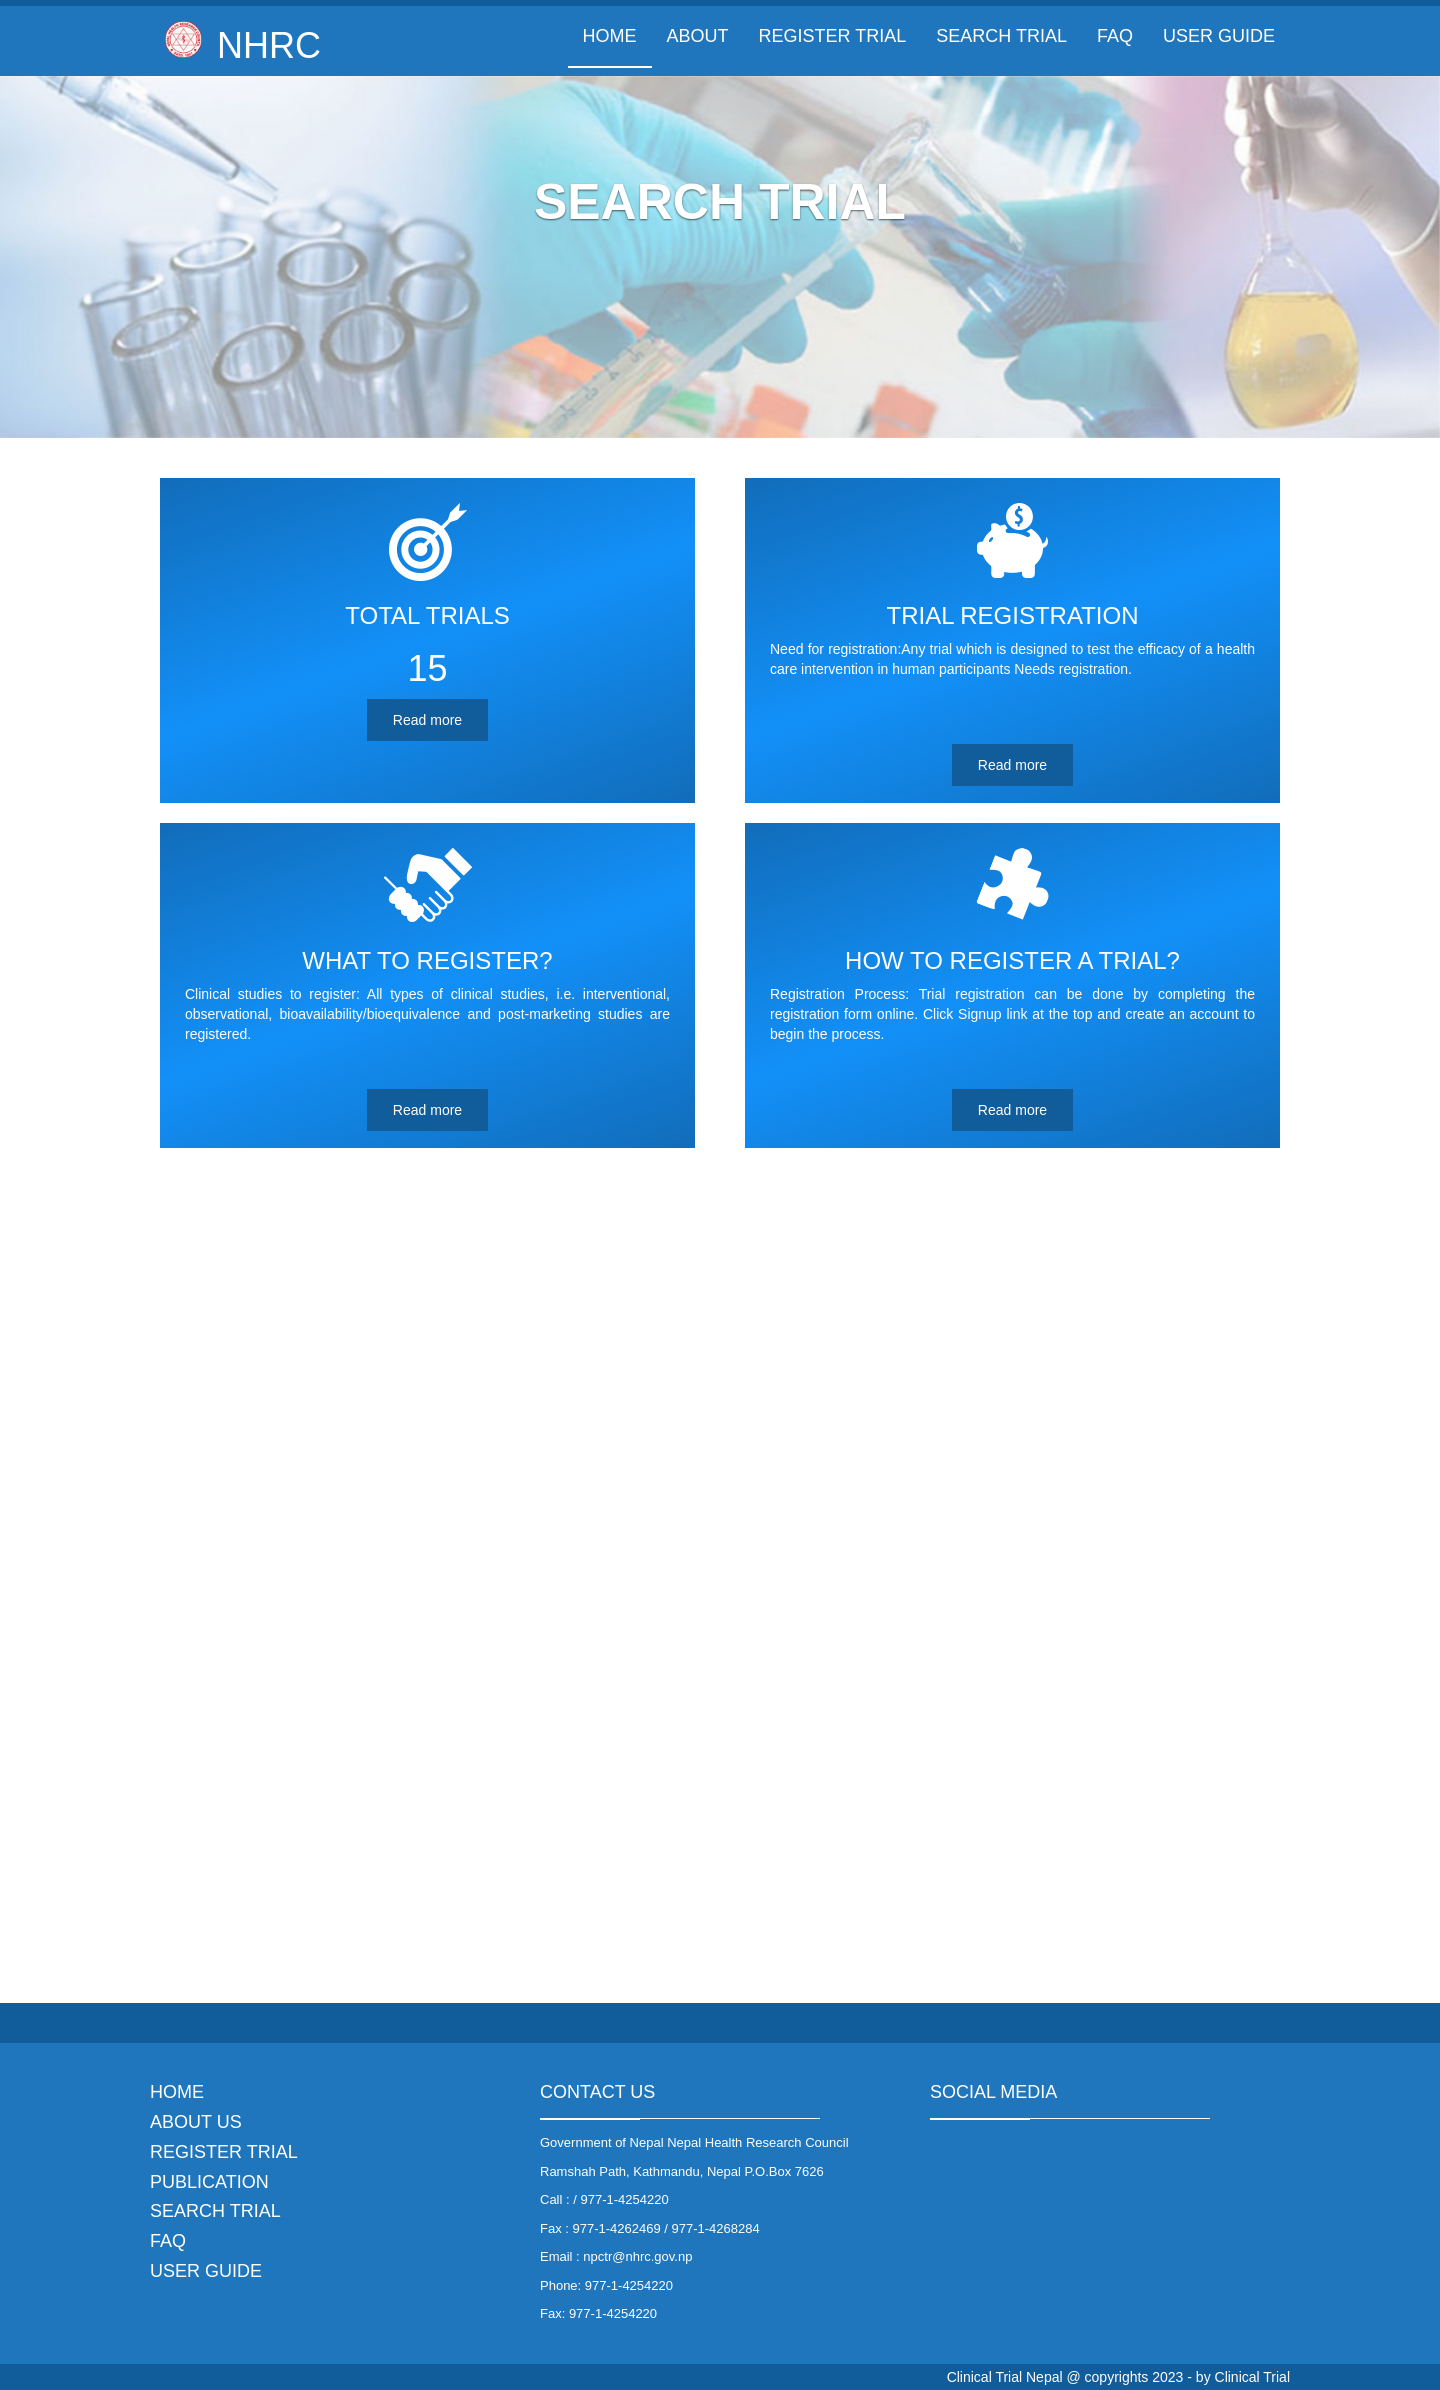 NHRC
HOME ABOUT REGISTER TRIAL SEARCH TRIAL FAQ USER GUIDE
SEARCH TRIAL
TOTAL TRIALS
15
Read more
TRIAL REGISTRATION
Need for registration:Any trial which is designed to test the efficacy of a health
care intervention in human participants Needs registration.
Read more
WHAT TO REGISTER?
Clinical studies to register: All types of clinical studies, i.e. interventional,
observational, bioavailability/bioequivalence and post-marketing studies are
registered.
Read more
HOW TO REGISTER A TRIAL?
Registration Process: Trial registration can be done by completing the
registration form online. Click Signup link at the top and create an account to
begin the process.
Read more
HOME
ABOUT US
REGISTER TRIAL
PUBLICATION
SEARCH TRIAL
FAQ
USER GUIDE
CONTACT US
Government of Nepal Nepal Health Research Council
Ramshah Path, Kathmandu, Nepal P.O.Box 7626
Call : / 977-1-4254220
Fax : 977-1-4262469 / 977-1-4268284
Email : npctr@nhrc.gov.np
Phone: 977-1-4254220
Fax: 977-1-4254220
SOCIAL MEDIA
Clinical Trial Nepal @ copyrights 2023 - by Clinical Trial